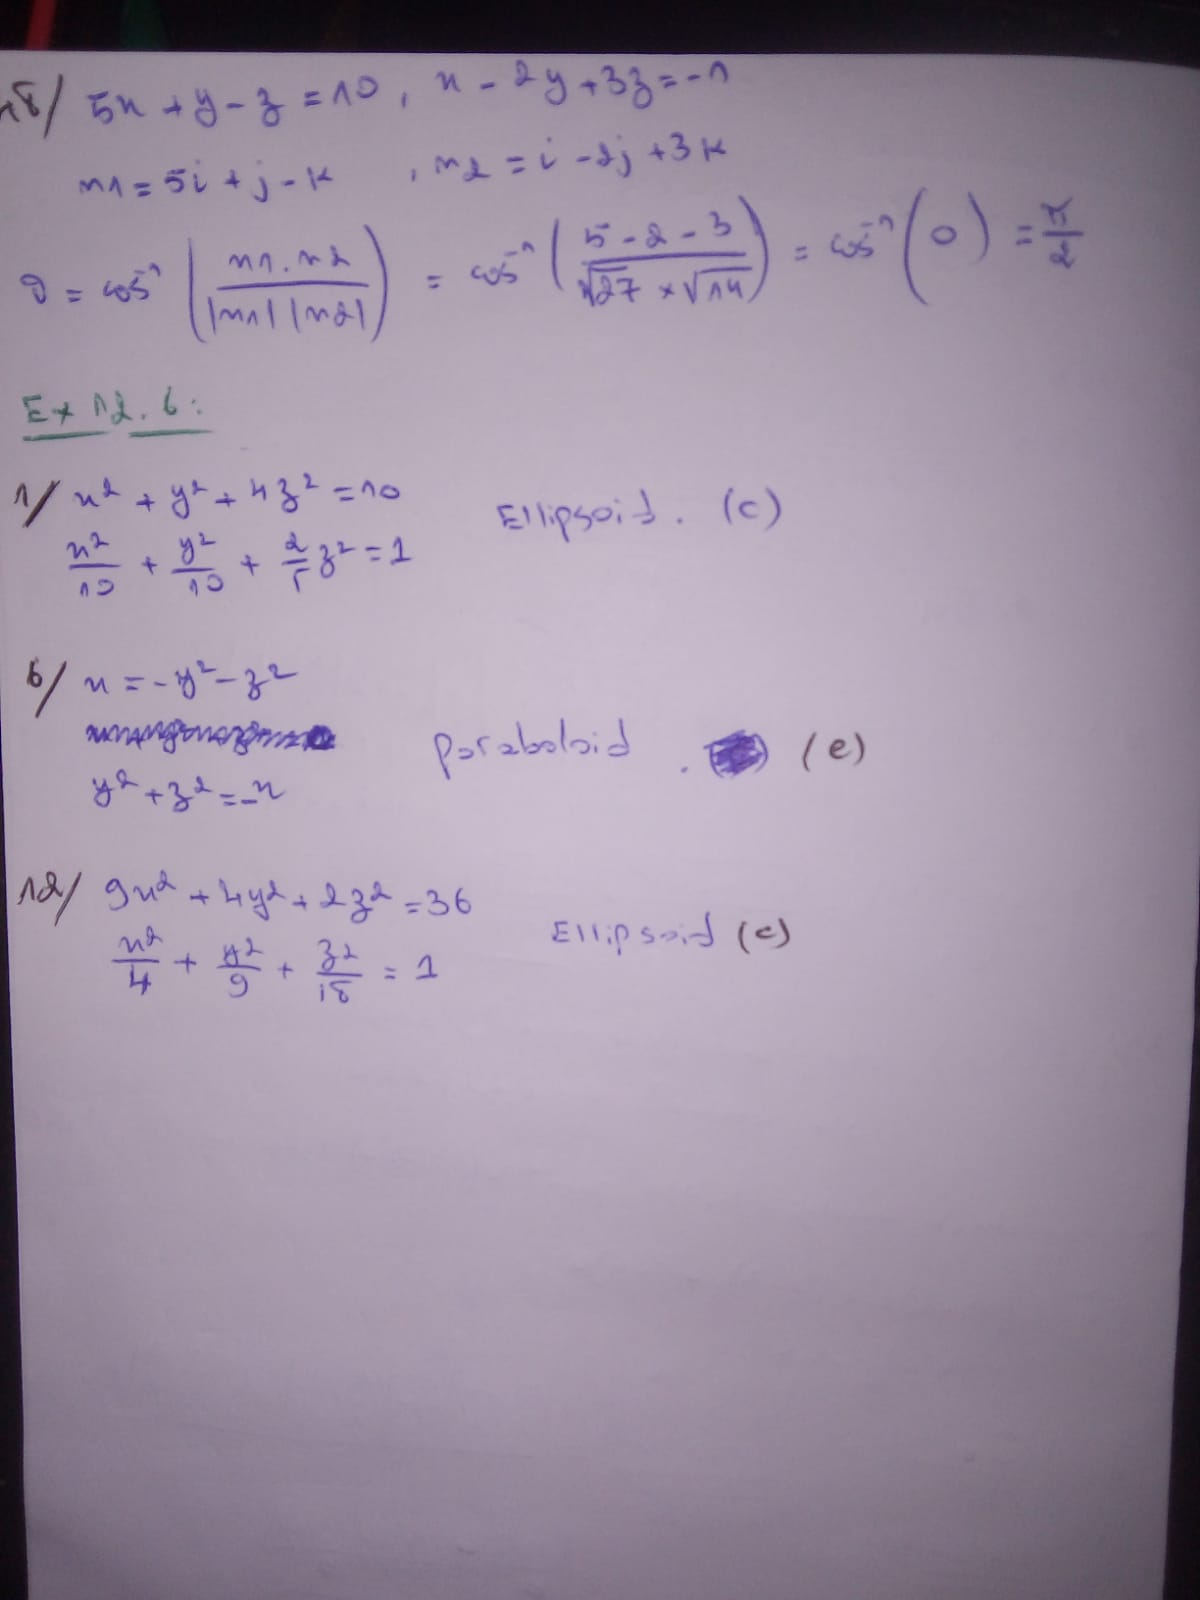 48/ 5x + y - z = 10, x - 2y + 3z = -1
n1 = 5i + j - k , n2 = i - 2j + 3k
θ = cos⁻¹ (n1.n2 / |n1| |n2|) = cos⁻¹ (5 - 2 - 3 / √27 × √14) = cos⁻¹ (0) = π/2
Ex 12.6:
1/ x² + y² + 4z² = 10 Ellipsoid. (c)
x²/10 + y²/10 + 2/5 z² = 1
6/ x = -y² - z²
paraboloid. (e)
y² + z² = -x
12/ 9x² + 4y² + 2z² = 36 Ellipsoid (c)
x²/4 + y²/9 + z²/18 = 1